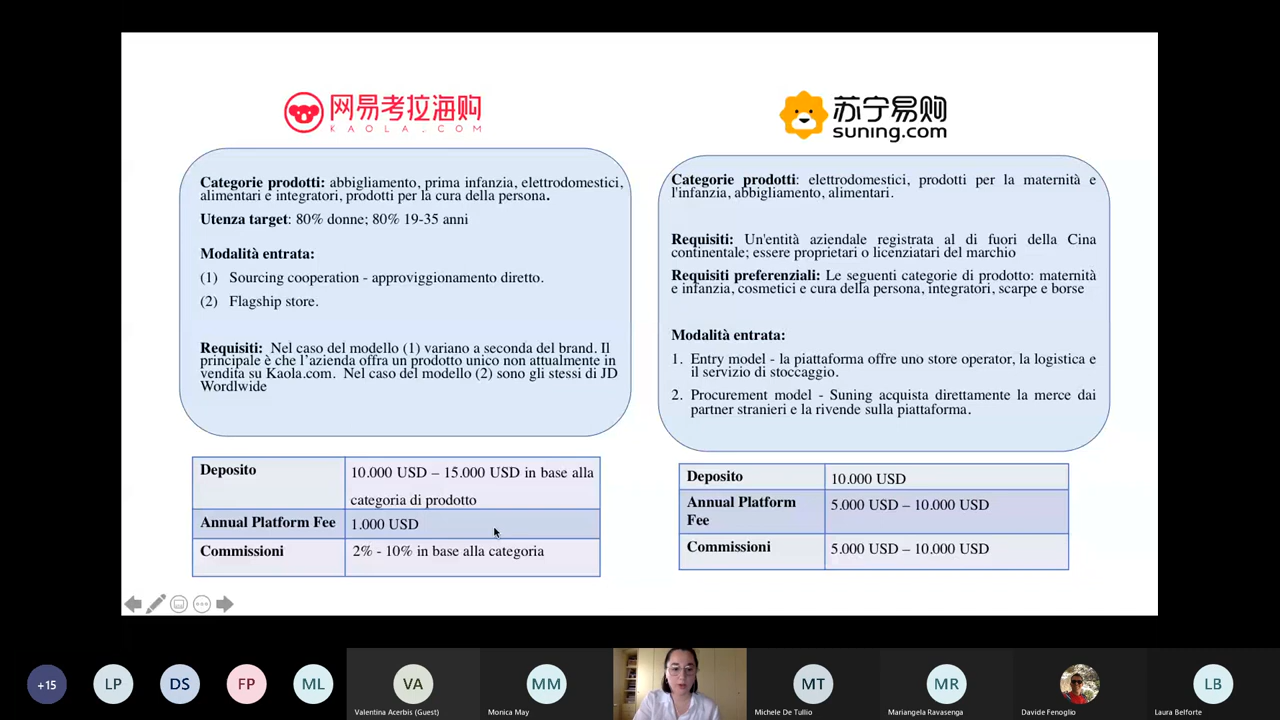 网易考拉海购
KAOLA.COM
Categorie prodotti: abbigliamento, prima infanzia, elettrodomestici,
alimentari e integratori, prodotti per la cura della persona.
Utenza target: 80% donne; 80% 19-35 anni
Modalità entrata:
(1) Sourcing cooperation - approviggionamento diretto.
(2) Flagship store.
Requisiti: Nel caso del modello (1) variano a seconda del brand. Il
principale è che l'azienda offra un prodotto unico non attualmente in
vendita su Kaola.com. Nel caso del modello (2) sono gli stessi di JD
Wordlwide
Deposito
10.000 USD – 15.000 USD in base alla
categoria di prodotto
Annual Platform Fee
1.000 USD
Commissioni
2% - 10% in base alla categoria
苏宁易购
suning.com
Categorie prodotti: elettrodomestici, prodotti per la maternità e
l'infanzia, abbigliamento, alimentari.
Requisiti: Un'entità aziendale registrata al di fuori della Cina
continentale; essere proprietari o licenziatari del marchio
Requisiti preferenziali: Le seguenti categorie di prodotto: maternità
e infanzia, cosmetici e cura della persona, integratori, scarpe e borse
Modalità entrata:
1. Entry model - la piattaforma offre uno store operator, la logistica e
il servizio di stoccaggio.
2. Procurement model - Suning acquista direttamente la merce dai
partner stranieri e la rivende sulla piattaforma.
Deposito
10.000 USD
Annual Platform
Fee
5.000 USD – 10.000 USD
Commissioni
5.000 USD – 10.000 USD
+15
LP
DS
FP
ML
VA
Valentina Acerbis (Guest)
MM
Monica May
MT
Michele De Tullio
MR
Mariangela Ravasenga
Davide Fenoglio
LB
Laura Belforte